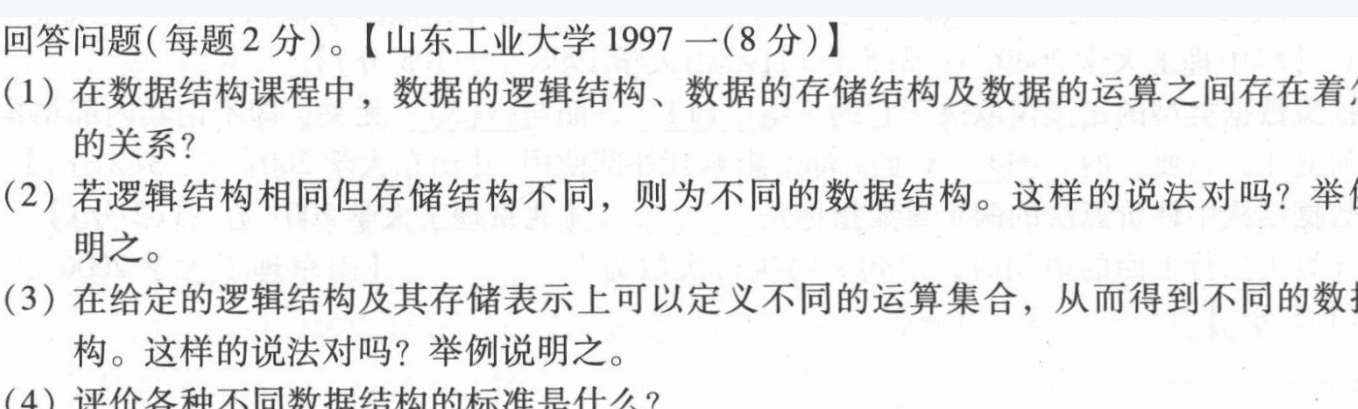 回答问题(每题2分)。【山东工业大学1997 一(8分)】
(1) 在数据结构课程中，数据的逻辑结构、数据的存储结构及数据的运算之间存在着
的关系？
(2) 若逻辑结构相同但存储结构不同，则为不同的数据结构。这样的说法对吗？举
明之。
(3) 在给定的逻辑结构及其存储表示上可以定义不同的运算集合，从而得到不同的数
构。这样的说法对吗？举例说明之。
(4) 评价各种不同数据结构的标准是什么？